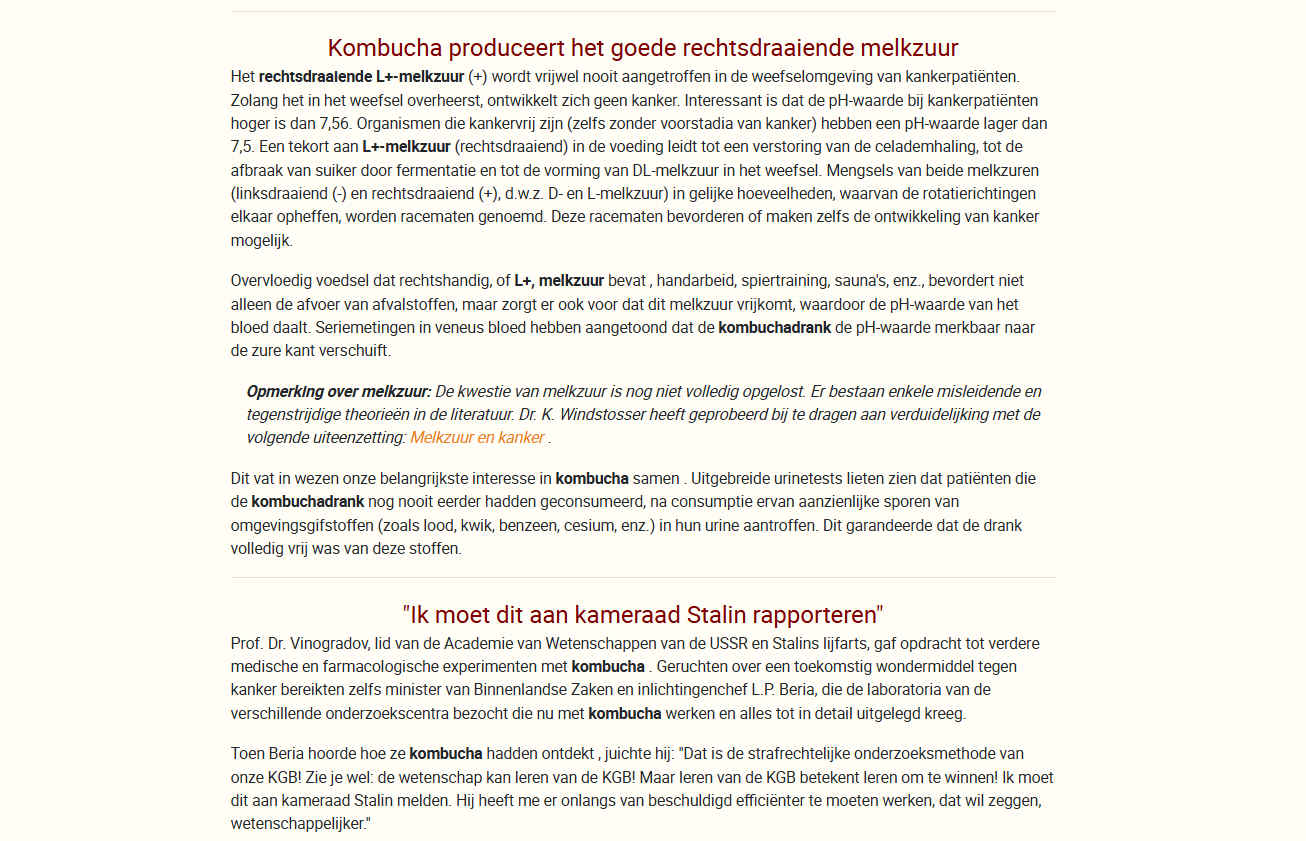 Kombucha produceert het goede rechtsdraaiende melkzuur
Het rechtsdraaiende L+-melkzuur (+) wordt vrijwel nooit aangetroffen in de weefselomgeving van kankerpatiënten.
Zolang het in het weefsel overheerst, ontwikkelt zich geen kanker. Interessant is dat de pH-waarde bij kankerpatiënten
hoger is dan 7,56. Organismen die kankervrij zijn (zelfs zonder voorstadia van kanker) hebben een pH-waarde lager dan
7,5. Een tekort aan L+-melkzuur (rechtsdraaiend) in de voeding leidt tot een verstoring van de celademhaling, tot de
afbraak van suiker door fermentatie en tot de vorming van DL-melkzuur in het weefsel. Mengsels van beide melkzuren
(linksdraaiend (-) en rechtsdraaiend (+), d.w.z. D- en L-melkzuur) in gelijke hoeveelheden, waarvan de rotatierichtingen
elkaar opheffen, worden racematen genoemd. Deze racematen bevorderen of maken zelfs de ontwikkeling van kanker
mogelijk.
Overvloedig voedsel dat rechtshandig, of L+, melkzuur bevat , handarbeid, spiertraining, sauna's, enz., bevordert niet
alleen de afvoer van afvalstoffen, maar zorgt er ook voor dat dit melkzuur vrijkomt, waardoor de pH-waarde van het
bloed daalt. Seriemetingen in veneus bloed hebben aangetoond dat de kombuchadrank de pH-waarde merkbaar naar
de zure kant verschuift.
Opmerking over melkzuur: De kwestie van melkzuur is nog niet volledig opgelost. Er bestaan enkele misleidende en
tegenstrijdige theorieën in de literatuur. Dr. K. Windstosser heeft geprobeerd bij te dragen aan verduidelijking met de
volgende uiteenzetting: Melkzuur en kanker .
Dit vat in wezen onze belangrijkste interesse in kombucha samen . Uitgebreide urinetests lieten zien dat patiënten die
de kombuchadrank nog nooit eerder hadden geconsumeerd, na consumptie ervan aanzienlijke sporen van
omgevingsgifstoffen (zoals lood, kwik, benzeen, cesium, enz.) in hun urine aantroffen. Dit garandeerde dat de drank
volledig vrij was van deze stoffen.
"Ik moet dit aan kameraad Stalin rapporteren"
Prof. Dr. Vinogradov, lid van de Academie van Wetenschappen van de USSR en Stalins lijfarts, gaf opdracht tot verdere
medische en farmacologische experimenten met kombucha . Geruchten over een toekomstig wondermiddel tegen
kanker bereikten zelfs minister van Binnenlandse Zaken en inlichtingenchef L.P. Beria, die de laboratoria van de
verschillende onderzoekscentra bezocht die nu met kombucha werken en alles tot in detail uitgelegd kreeg.
Toen Beria hoorde hoe ze kombucha hadden ontdekt , juichte hij: "Dat is de strafrechtelijke onderzoeksmethode van
onze KGB! Zie je wel: de wetenschap kan leren van de KGB! Maar leren van de KGB betekent leren om te winnen! Ik moet
dit aan kameraad Stalin melden. Hij heeft me er onlangs van beschuldigd efficiënter te moeten werken, dat wil zeggen,
wetenschappelijker."